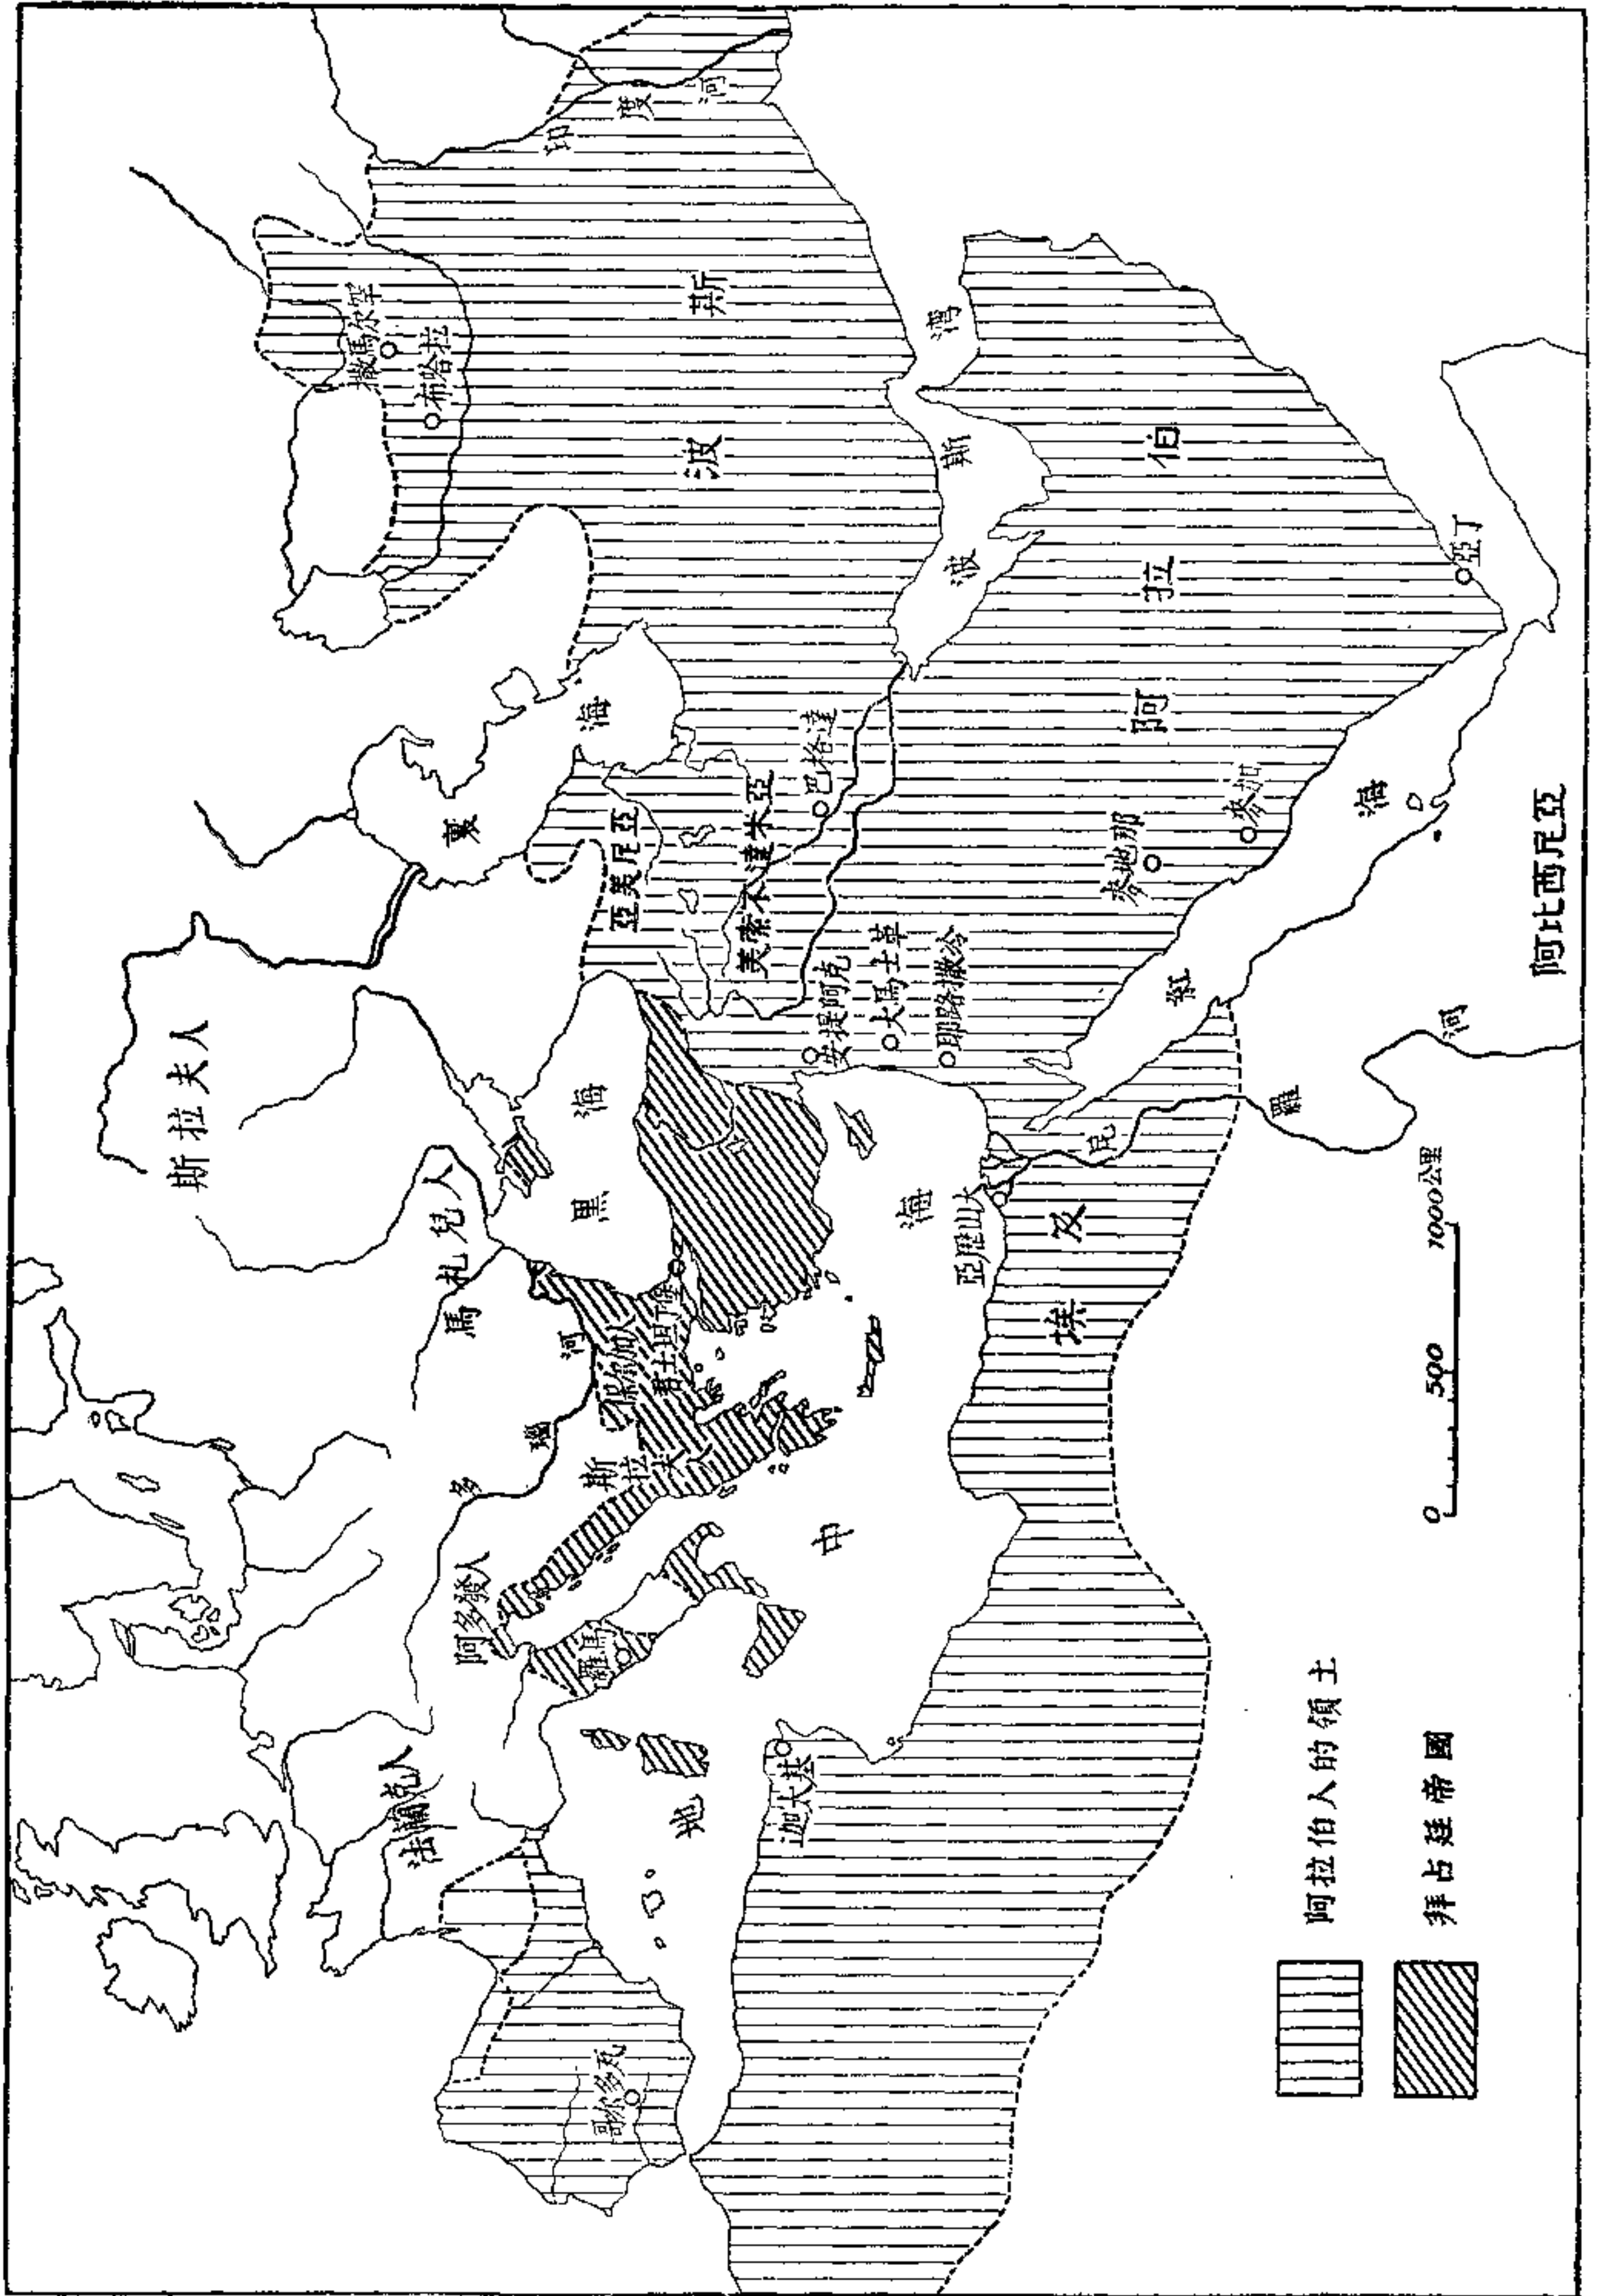 斯拉夫人
馬札兒人
阿多發人
法蘭克人
多瑙河
斯拉夫人
保尔加人
君士坦丁堡
羅馬
哥尔多瓦
迦太基
地中海
黑海
裏海
亞美尼亞
美索不達米亞
安提阿克
大馬士革
耶路撒冷
巴格達
撒馬尔罕
布哈拉
印度河
波斯
波斯灣
阿拉伯
麥地那
麥加
亞丁
紅海
亞歷山大
埃及
尼羅河
阿比西尼亞
阿拉伯人的領土
拜占廷帝國
0 500 1000公里